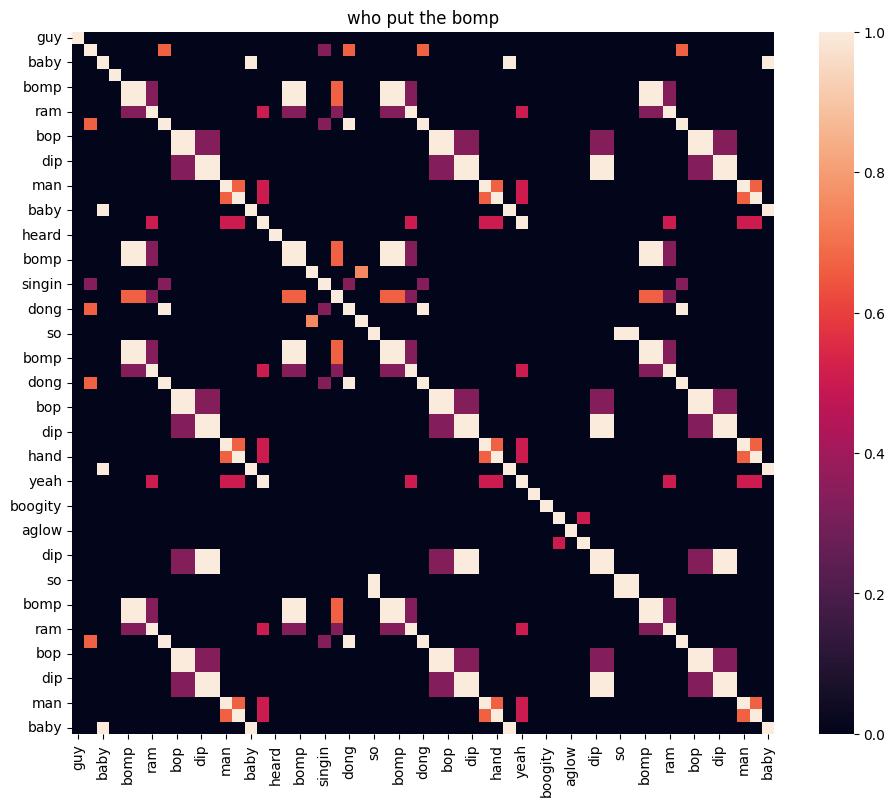 who put the bomp
guy
baby
bomp
ram
bop
dip
man
baby
heard
bomp
singin
dong
so
bomp
dong
bop
dip
hand
yeah
boogity
aglow
dip
so
bomp
ram
bop
dip
man
baby
guy
baby
bomp
ram
bop
dip
man
baby
heard
bomp
singin
dong
so
bomp
dong
bop
dip
hand
yeah
boogity
aglow
dip
so
bomp
ram
bop
dip
man
baby
1.0
0.8
0.6
0.4
0.2
0.0